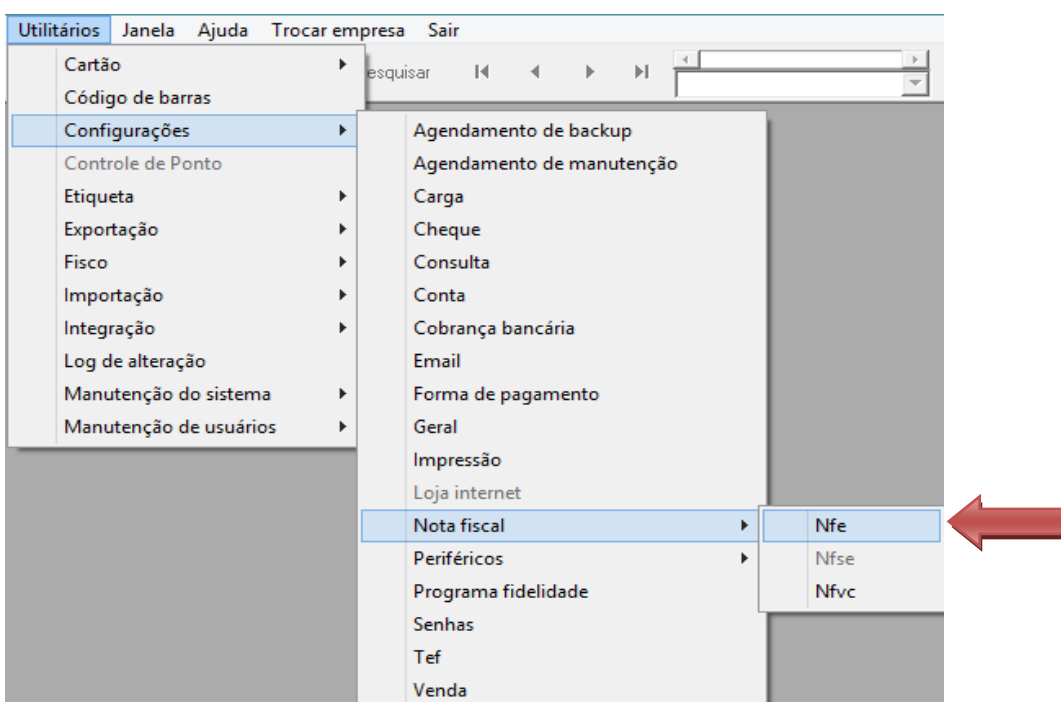 Utilitários Janela Ajuda Trocar empresa Sair
esquisar
Cartão
Código de barras
Configurações
Controle de Ponto
Etiqueta
Exportação
Fisco
Importação
Integração
Log de alteração
Manutenção do sistema
Manutenção de usuários
Agendamento de backup
Agendamento de manutenção
Carga
Cheque
Consulta
Conta
Cobrança bancária
Email
Forma de pagamento
Geral
Impressão
Loja internet
Nota fiscal
Periféricos
Programa fidelidade
Senhas
Tef
Venda
Nfe
Nfse
Nfvc